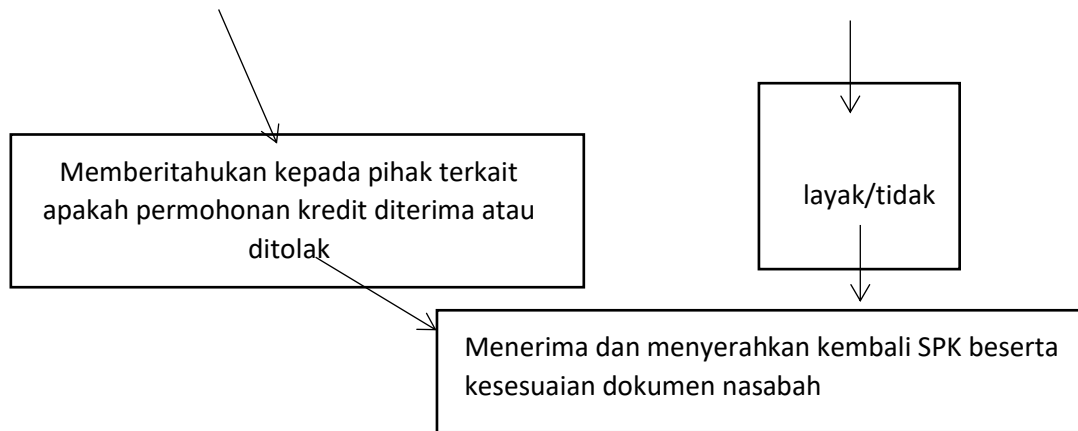 Memberitahukan kepada pihak terkait
apakah permohonan kredit diterima atau
ditolak
layak/tidak
Menerima dan menyerahkan kembali SPK beserta
kesesuaian dokumen nasabah